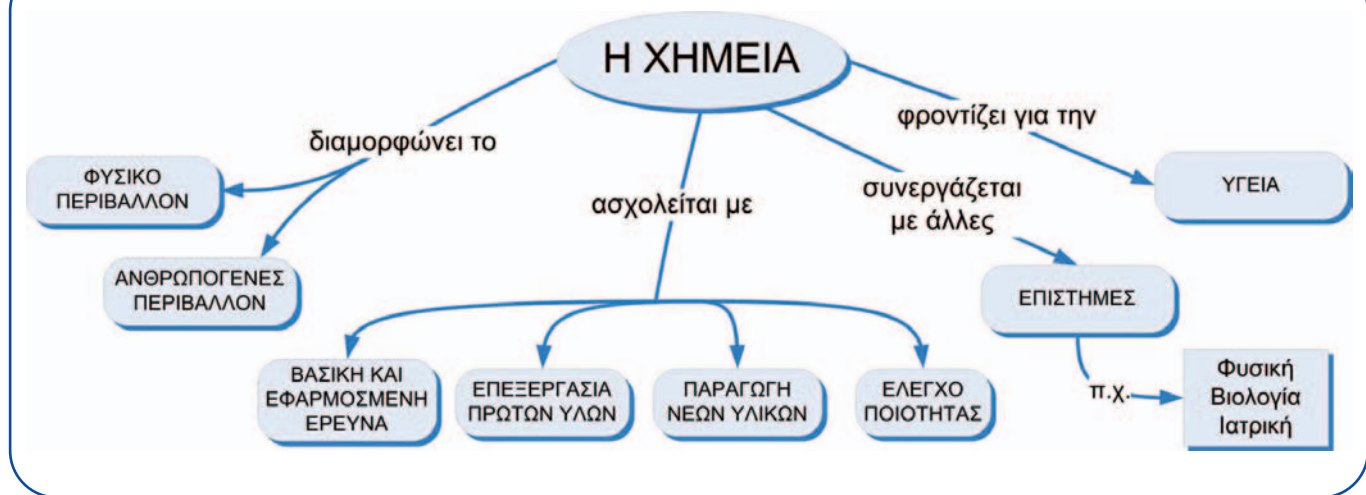 Η ΧΗΜΕΙΑ
διαμορφώνει το
ΦΥΣΙΚΟ
ΠΕΡΙΒΑΛΛΟΝ
ΑΝΘΡΩΠΟΓΕΝΕΣ
ΠΕΡΙΒΑΛΛΟΝ
ασχολείται με
ΒΑΣΙΚΗ ΚΑΙ
ΕΦΑΡΜΟΣΜΕΝΗ
ΕΡΕΥΝΑ
ΕΠΕΞΕΡΓΑΣΙΑ
ΠΡΩΤΩΝ ΥΛΩΝ
ΠΑΡΑΓΩΓΗ
ΝΕΩΝ ΥΛΙΚΩΝ
ΕΛΕΓΧΟ
ΠΟΙΟΤΗΤΑΣ
συνεργάζεται
με άλλες
ΕΠΙΣΤΗΜΕΣ
π.χ.
Φυσική
Βιολογία
Ιατρική
φροντίζει για την
ΥΓΕΙΑ